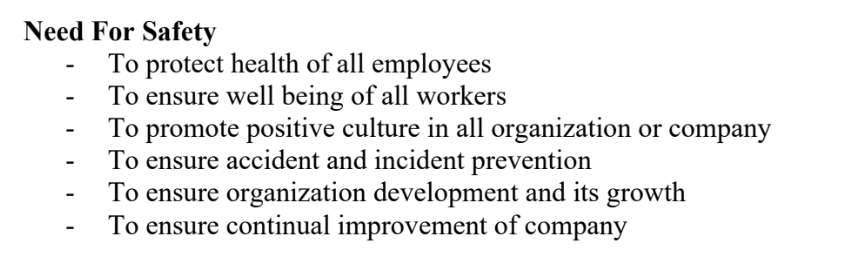 Need For Safety
- To protect health of all employees
- To ensure well being of all workers
- To promote positive culture in all organization or company
- To ensure accident and incident prevention
- To ensure organization development and its growth
- To ensure continual improvement of company